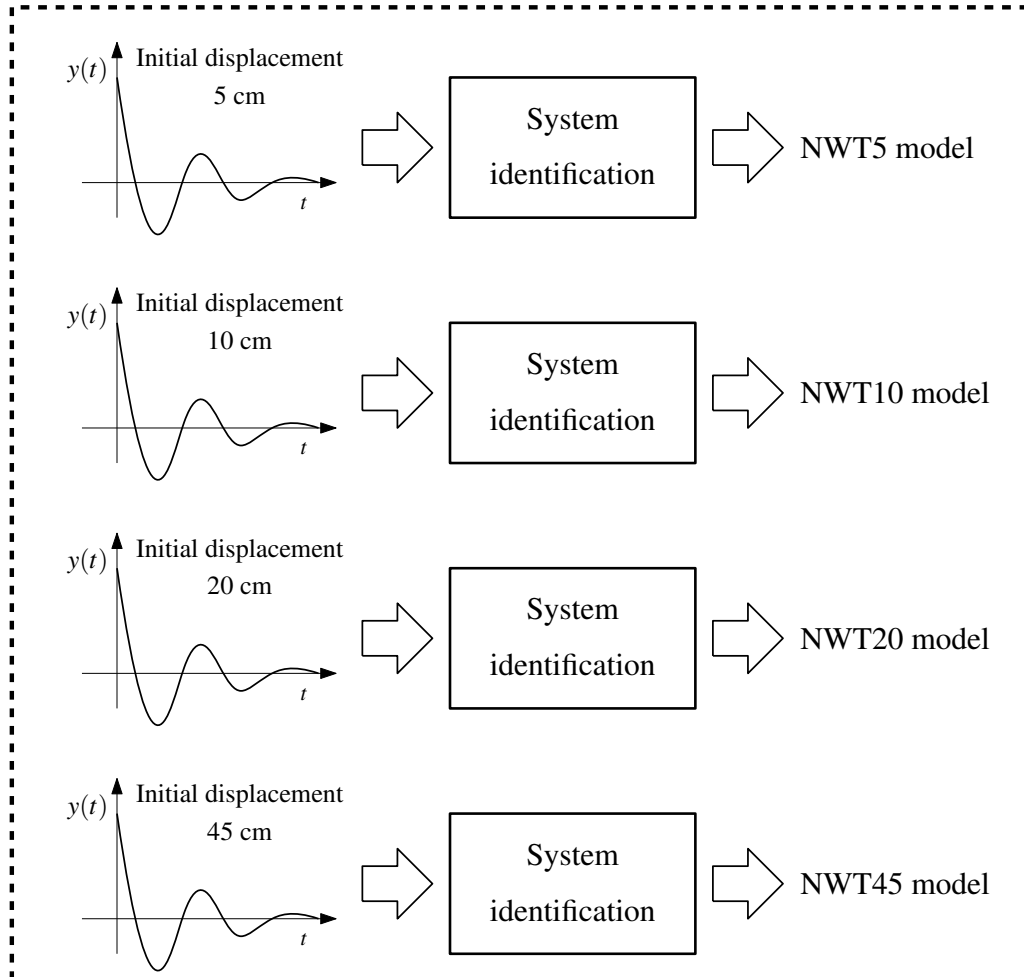 y(t)
Initial displacement
5 cm
t
System
identification
NWT5 model
y(t)
Initial displacement
10 cm
t
System
identification
NWT10 model
y(t)
Initial displacement
20 cm
t
System
identification
NWT20 model
y(t)
Initial displacement
45 cm
t
System
identification
NWT45 model